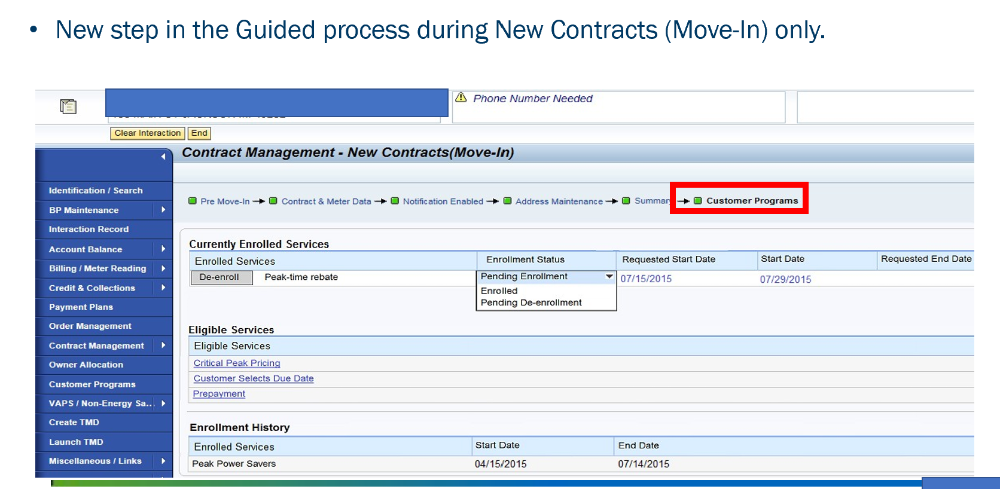 • New step in the Guided process during New Contracts (Move-In) only.
Phone Number Needed
Clear Interaction End
Contract Management - New Contracts(Move-In)
Identification / Search
BP Maintenance
Interaction Record
Account Balance
Billing / Meter Reading
Credit & Collections
Payment Plans
Order Management
Contract Management
Owner Allocation
Customer Programs
VAPS / Non-Energy Sa...
Create TMD
Launch TMD
Miscellaneous / Links
Pre Move-In Contract & Meter Data Notification Enabled Address Maintenance Summary Customer Programs
Currently Enrolled Services
Enrolled Services Enrollment Status Requested Start Date Start Date Requested End Date
De-enroll Peak-time rebate Pending Enrollment 07/15/2015 07/29/2015
Enrolled
Pending De-enrollment
Eligible Services
Eligible Services
Critical Peak Pricing
Customer Selects Due Date
Prepayment
Enrollment History
Enrolled Services Start Date End Date
Peak Power Savers 04/15/2015 07/14/2015